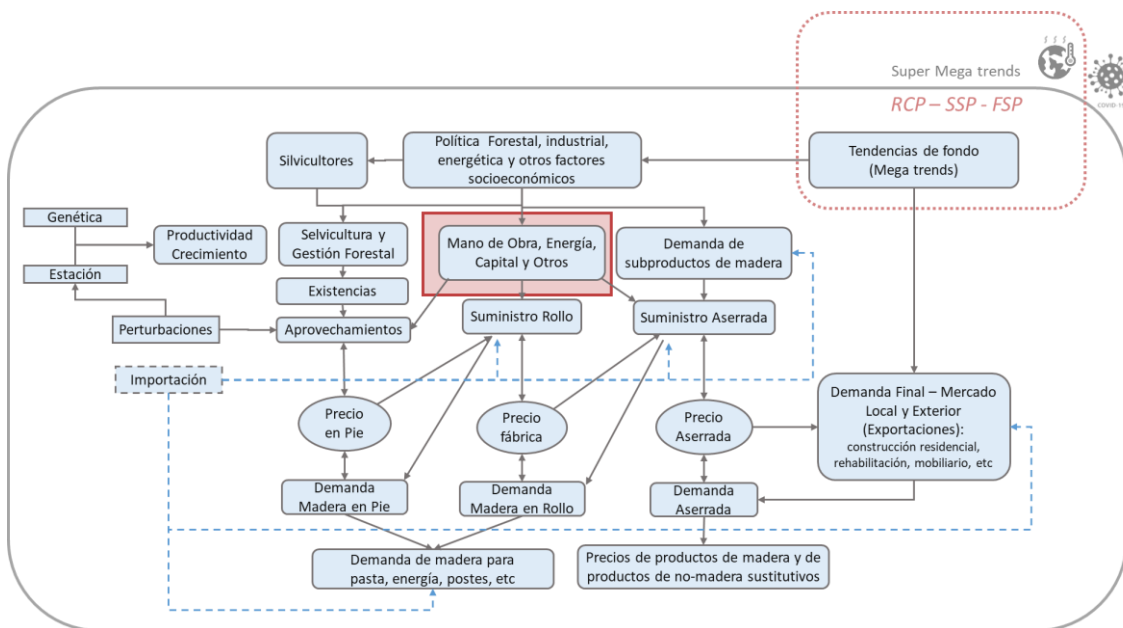 Super Mega trends
COVID-19
RCP – SSP - FSP
Política Forestal, industrial,
energética y otros factores
socioeconómicos
Silvicultores
Tendencias de fondo
(Mega trends)
Genética
Productividad
Crecimiento
Selvicultura y
Gestión Forestal
Mano de Obra, Energía,
Capital y Otros
Demanda de
subproductos de madera
Estación
Existencias
Perturbaciones
Aprovechamientos
Suministro Rollo
Suministro Aserrada
Importación
Precio
en Pie
Precio
fábrica
Precio
Aserrada
Demanda Final – Mercado
Local y Exterior
(Exportaciones):
construcción residencial,
rehabilitación, mobiliario, etc
Demanda
Madera en Pie
Demanda
Madera en Rollo
Demanda
Aserrada
Demanda de madera para
pasta, energía, postes, etc
Precios de productos de madera y de
productos de no-madera sustitutivos